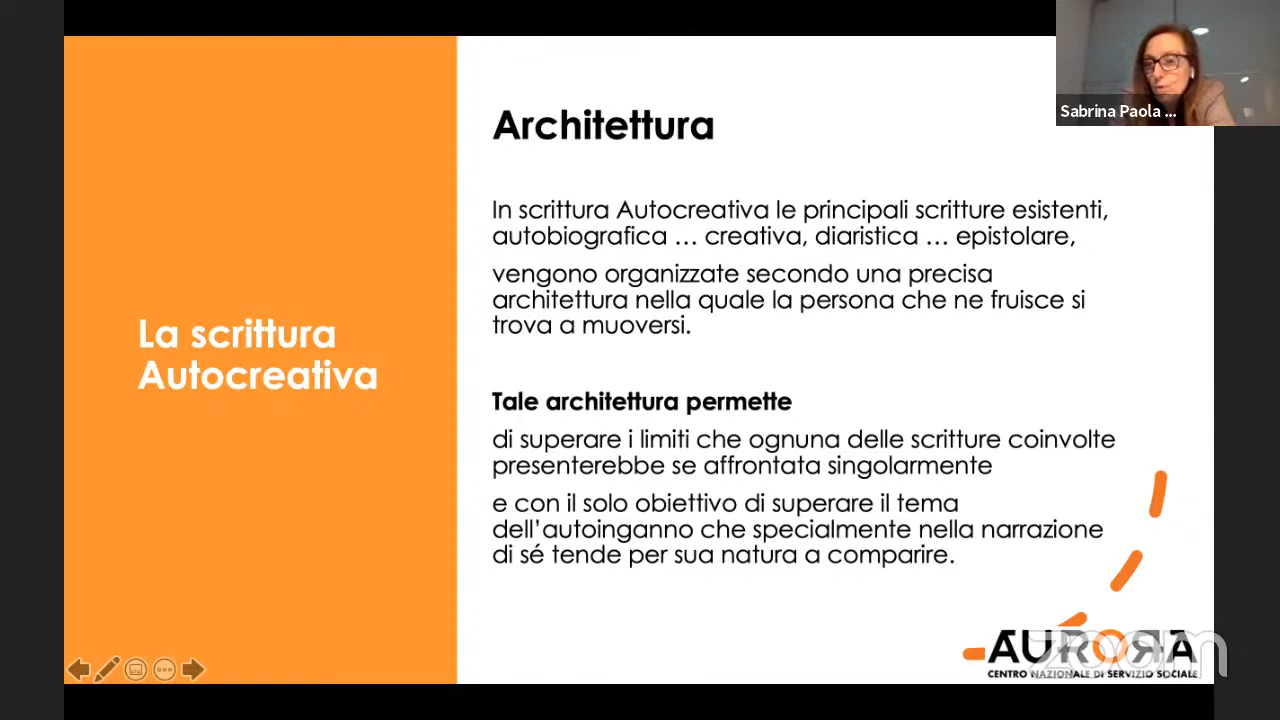 Sabrina Paola ...
Architettura
In scrittura Autocreativa le principali scritture esistenti,
autobiografica … creativa, diaristica … epistolare,
vengono organizzate secondo una precisa
architettura nella quale la persona che ne fruisce si
trova a muoversi.
La scrittura
Autocreativa
Tale architettura permette
di superare i limiti che ognuna delle scritture coinvolte
presenterebbe se affrontata singolarmente
e con il solo obiettivo di superare il tema
dell’autoinganno che specialmente nella narrazione
di sé tende per sua natura a comparire.
AURORA
zoom
CENTRO NAZIONALE DI SERVIZIO SOCIALE